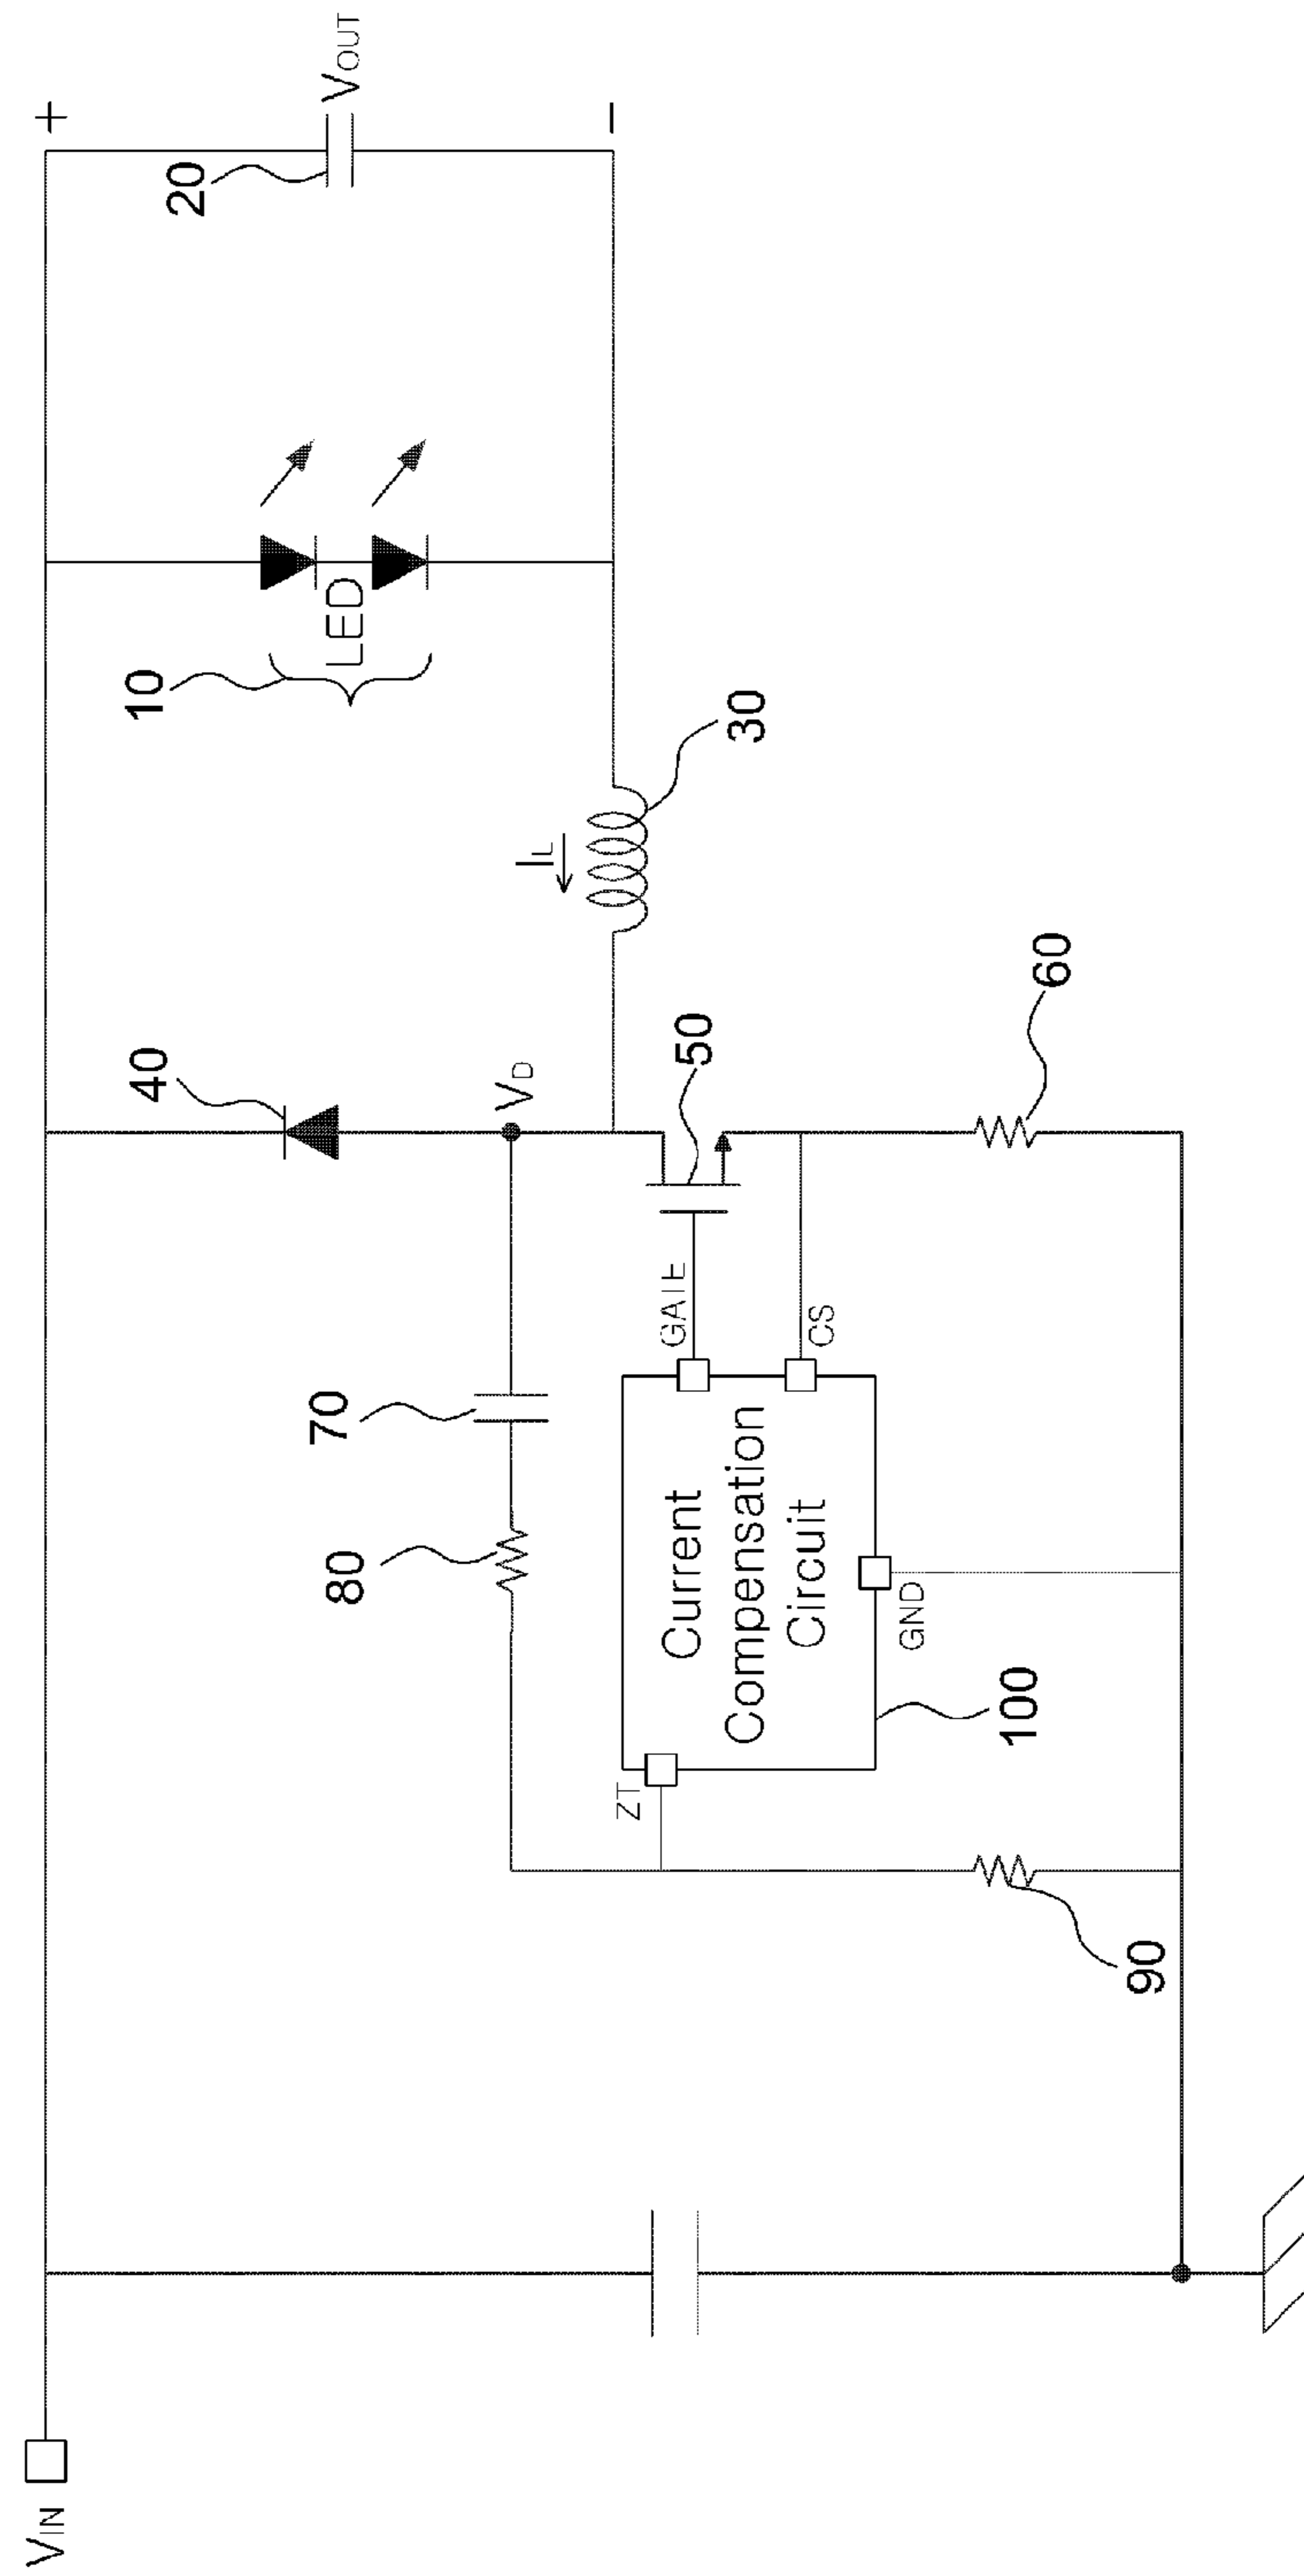 VIN
VOUT
+
−
20
10
LED
30
IL
40
VD
50
60
70
80
GATE
CS
Current
Compensation
Circuit
GND
100
ZT
90